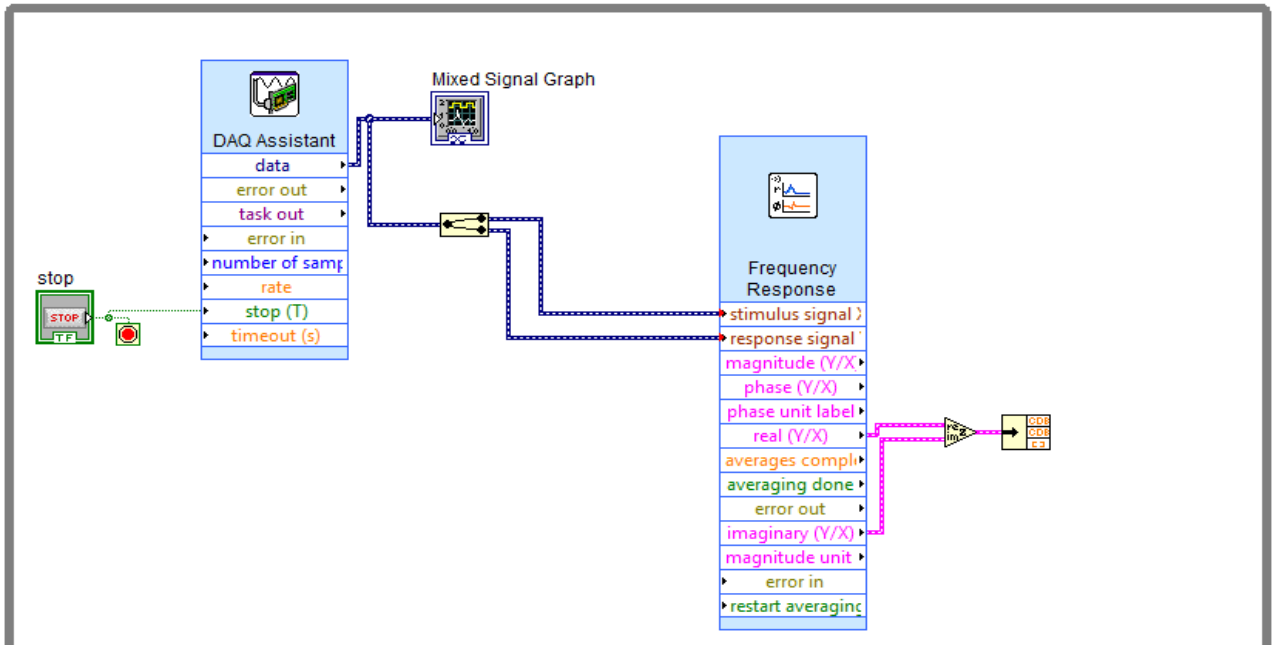 Mixed Signal Graph
DAQ Assistant
data
error out
task out
error in
number of samp
rate
stop (T)
timeout (s)
stop
STOP
TF
Frequency
Response
stimulus signal X
response signal
magnitude (Y/X)
phase (Y/X)
phase unit label
real (Y/X)
averages compl
averaging done
error out
imaginary (Y/X)
magnitude unit
error in
restart averaging
re
im
z
CDB
CDB